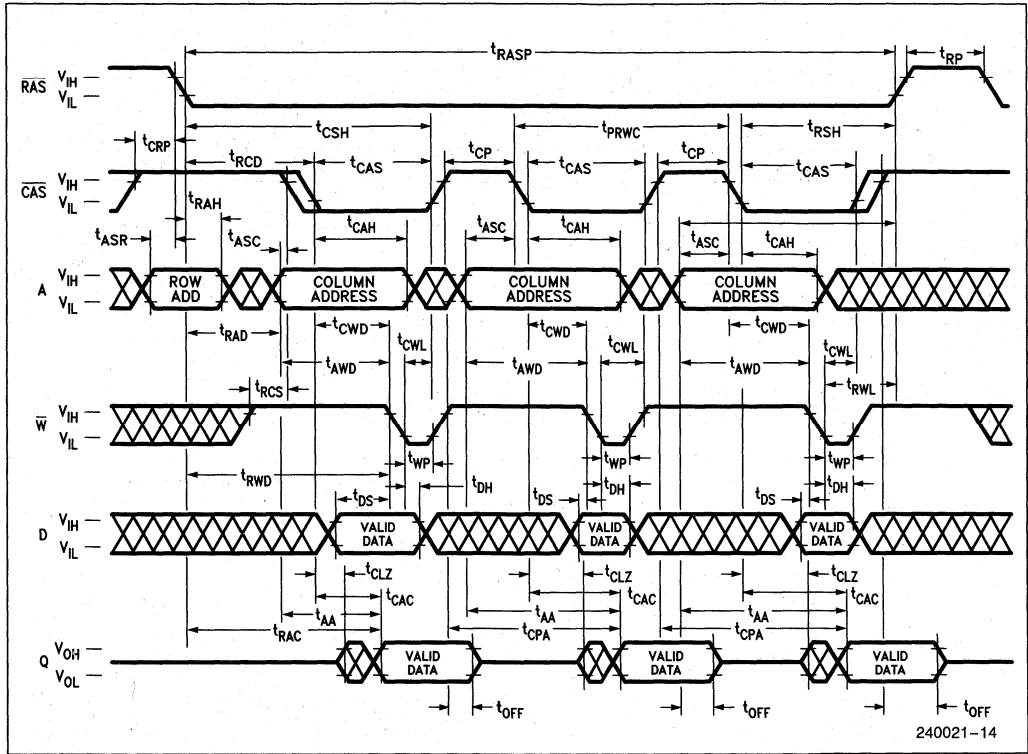 tRASP
tRP
RAS VIH
VIL
tCSH tPRWC tRSH
tCRP
tRCD tCAS tCP tCAS tCP tCAS
CAS VIH
VIL
tRAH
tASR tASC tCAH tASC tCAH tASC tCAH
A VIH
VIL
ROW ADD
COLUMN ADDRESS
COLUMN ADDRESS
COLUMN ADDRESS
tRAD tCWD tCWL tCWD tCWL tCWD tCWL
tAWD tAWD tAWD
tRCS tRWL
W VIH
VIL
tWP tWP tWP
tRWD
tDS tDH tDS tDH tDS tDH
D VIH
VIL
VALID DATA
VALID DATA
VALID DATA
tCLZ tCLZ tCLZ
tCAC tCAC tCAC
tAA tAA tAA
tRAC tCPA tCPA
Q VOH
VOL
VALID DATA
VALID DATA
VALID DATA
tOFF tOFF tOFF
240021–14